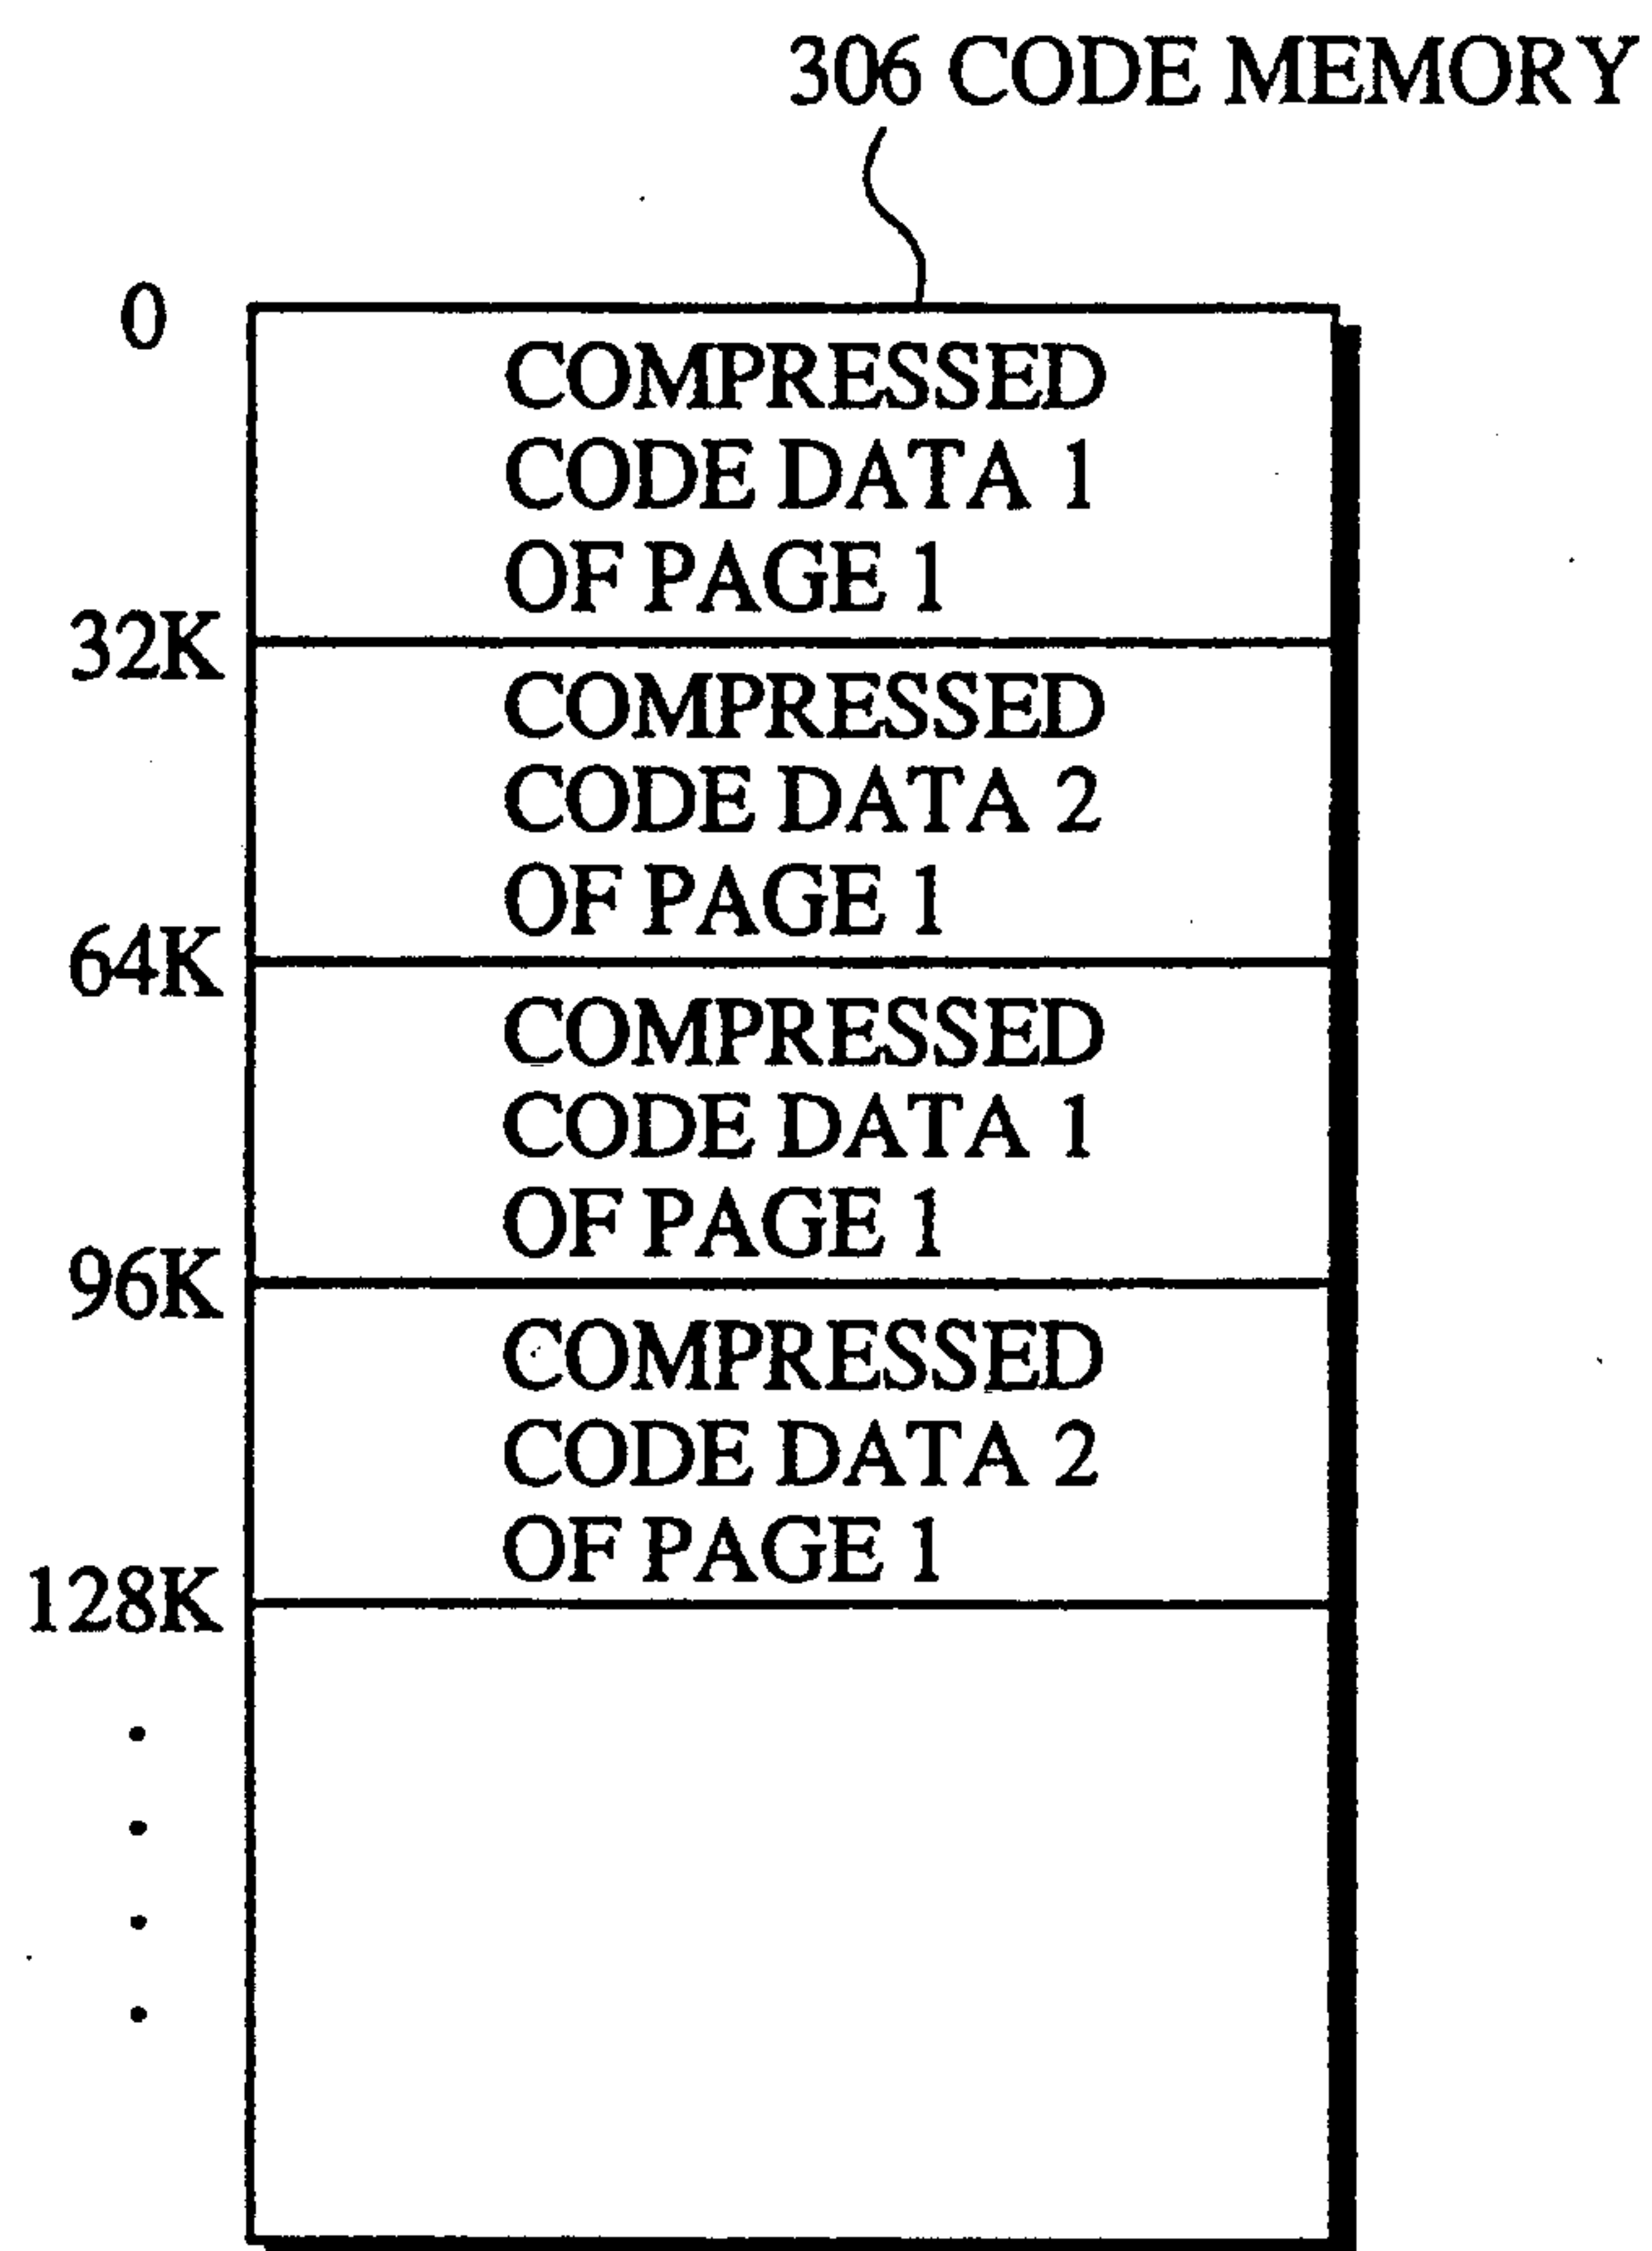 306 CODE MEMORY
0
COMPRESSED
CODE DATA 1
OF PAGE 1
32K
COMPRESSED
CODE DATA 2
OF PAGE 1
64K
COMPRESSED
CODE DATA 1
OF PAGE 1
96K
COMPRESSED
CODE DATA 2
OF PAGE 1
128K